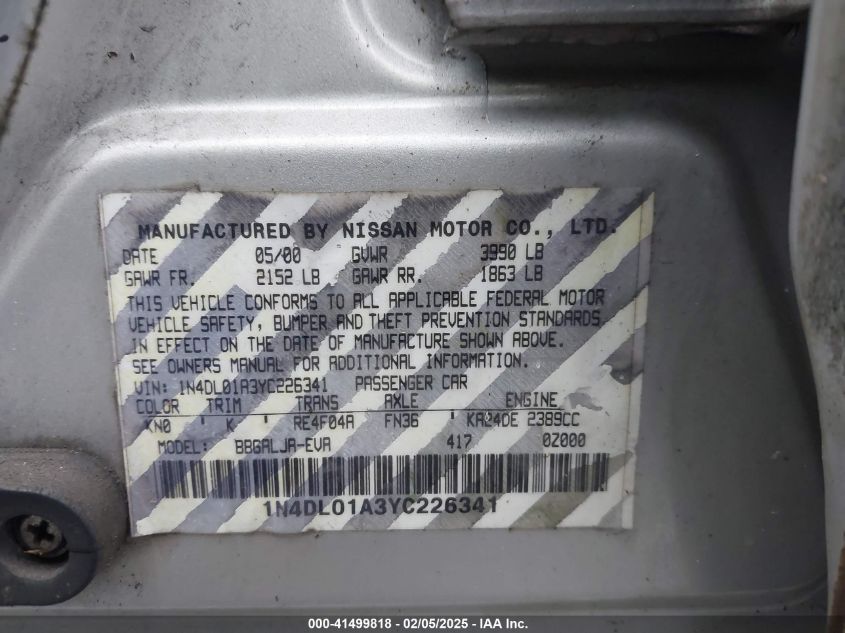 MANUFACTURED BY NISSAN MOTOR CO., LTD.
DATE 05/00 GVWR 3990 LB
GAWR FR. 2152 LB GAWR RR. 1863 LB
THIS VEHICLE CONFORMS TO ALL APPLICABLE FEDERAL MOTOR
VEHICLE SAFETY, BUMPER AND THEFT PREVENTION STANDARDS
IN EFFECT ON THE DATE OF MANUFACTURE SHOWN ABOVE.
SEE OWNERS MANUAL FOR ADDITIONAL INFORMATION.
VIN: 1N4DL01A3YC226341 PASSENGER CAR
COLOR TRIM TRANS AXLE ENGINE
KN0 K RE4F04A FN36 KA24DE 2389CC
MODEL: BBGALJA-EVA 417 0Z000
1N4DL01A3YC226341
000-41499818 - 02/05/2025 - IAA Inc.